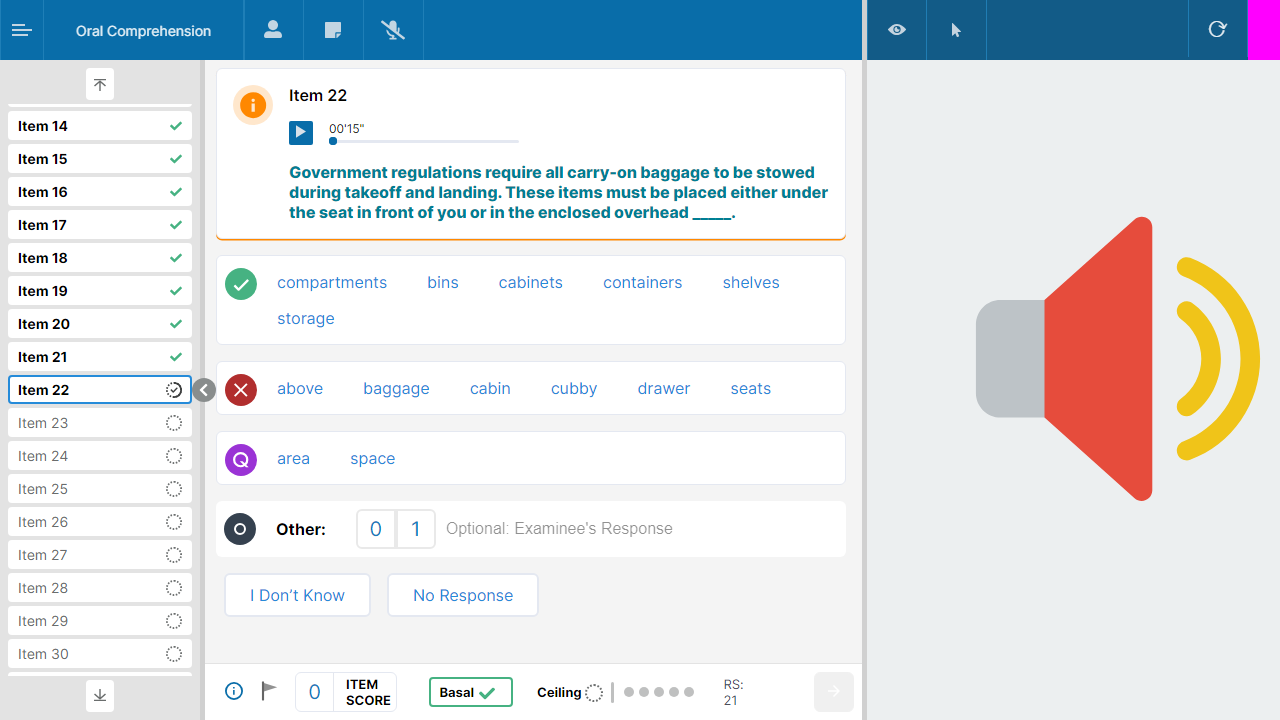 Oral Comprehension
Item 14
Item 15
Item 16
Item 17
Item 18
Item 19
Item 20
Item 21
Item 22
Item 23
Item 24
Item 25
Item 26
Item 27
Item 28
Item 29
Item 30
Item 22
00'15"
Government regulations require all carry-on baggage to be stowed
during takeoff and landing. These items must be placed either under
the seat in front of you or in the enclosed overhead _____.
compartments bins cabinets containers shelves
storage
above baggage cabin cubby drawer seats
Q area space
Other: 0 1 Optional: Examinee's Response
I Don't Know No Response
0 ITEM
SCORE
Basal
Ceiling
RS:
21